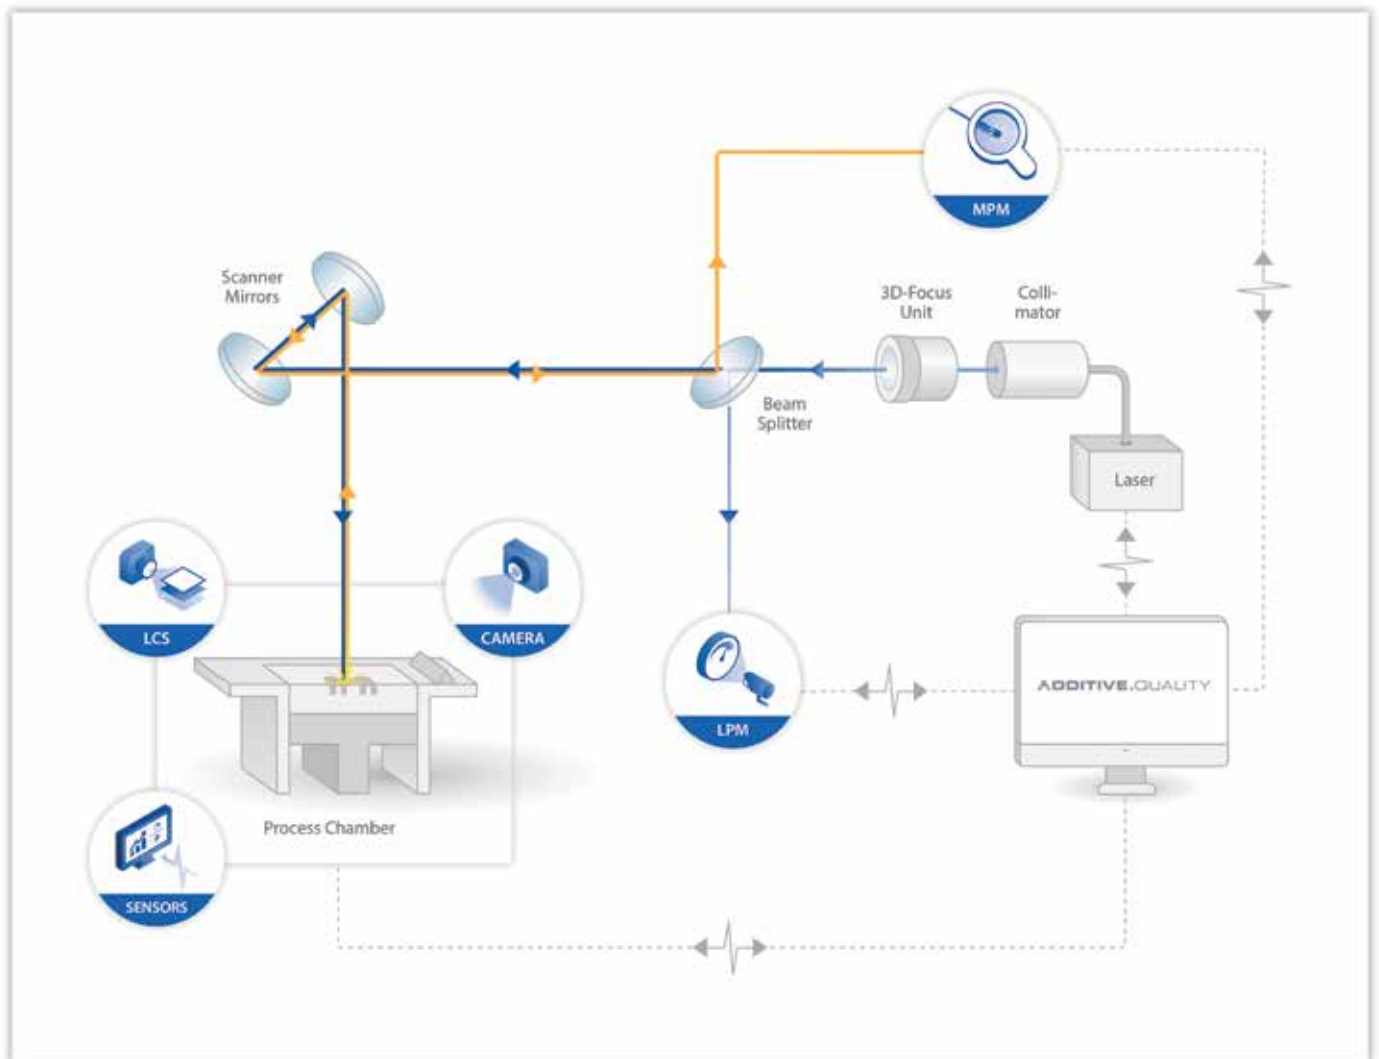 MPM
Scanner
Mirrors
3D-Focus
Unit
Colli-
mator
Beam
Splitter
Laser
LCS
CAMERA
ADDITIVE.QUALITY
LPM
Process Chamber
SENSORS